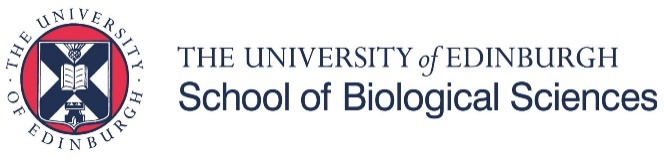 · THE UNIVERSITY ·
OF EDINBURGH
THE UNIVERSITY of EDINBURGH
School of Biological Sciences